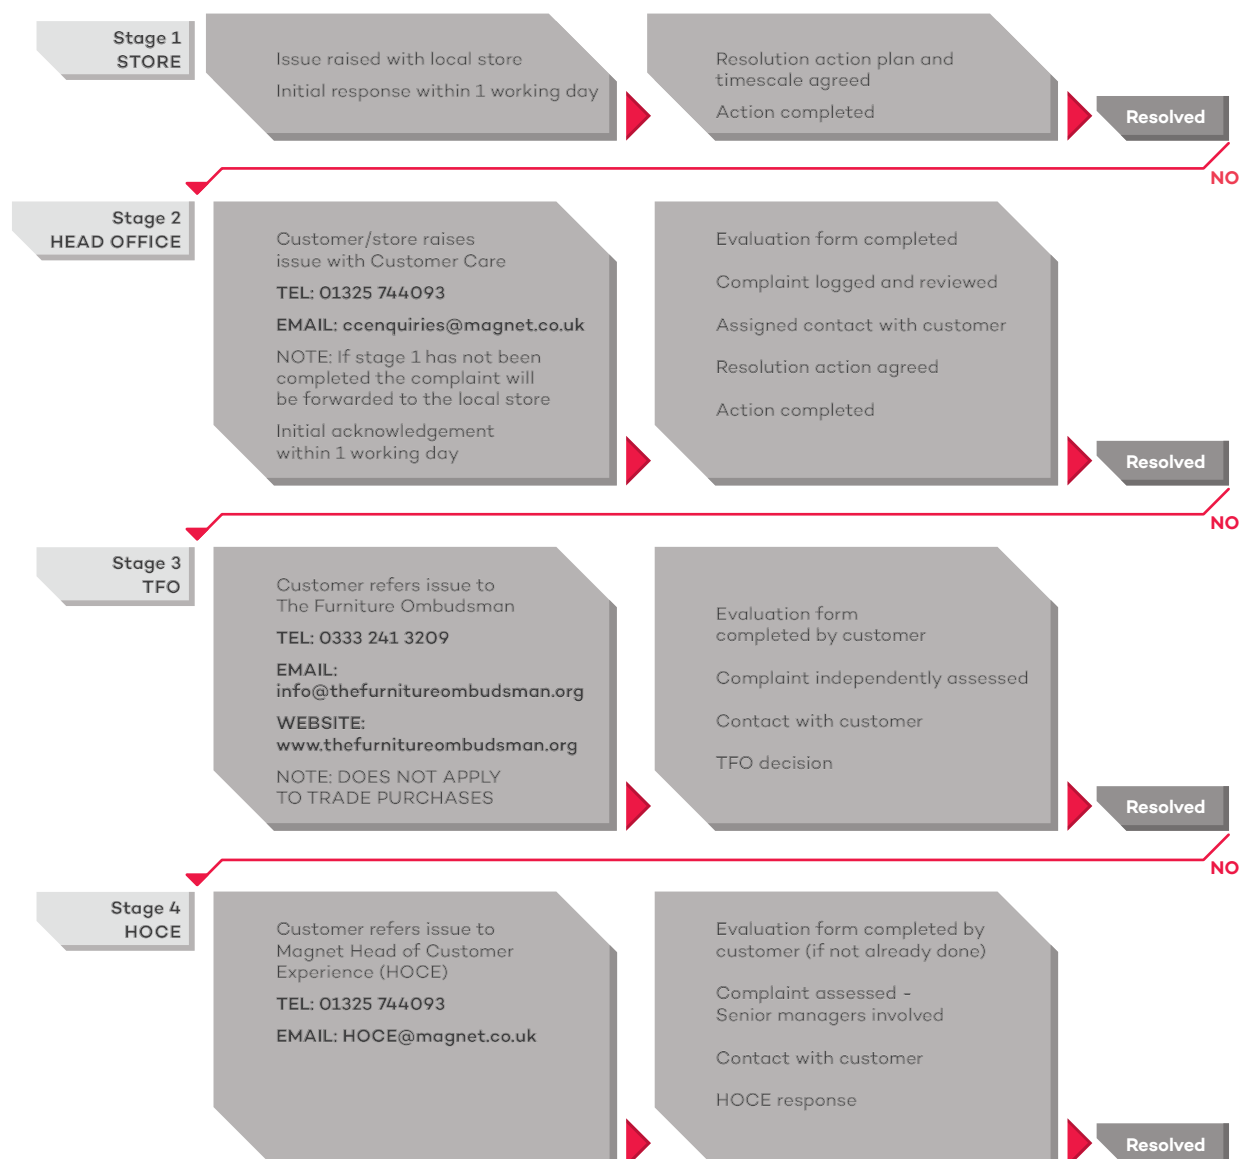 Stage 1
STORE
Issue raised with local store
Initial response within 1 working day
Resolution action plan and
timescale agreed
Action completed
Resolved
NO
Stage 2
HEAD OFFICE
Customer/store raises
issue with Customer Care
TEL: 01325 744093
EMAIL: ccenquiries@magnet.co.uk
NOTE: If stage 1 has not been
completed the complaint will
be forwarded to the local store
Initial acknowledgement
within 1 working day
Evaluation form completed
Complaint logged and reviewed
Assigned contact with customer
Resolution action agreed
Action completed
Resolved
NO
Stage 3
TFO
Customer refers issue to
The Furniture Ombudsman
TEL: 0333 241 3209
EMAIL:
info@thefurnitureombudsman.org
WEBSITE:
www.thefurnitureombudsman.org
NOTE: DOES NOT APPLY
TO TRADE PURCHASES
Evaluation form
completed by customer
Complaint independently assessed
Contact with customer
TFO decision
Resolved
NO
Stage 4
HOCE
Customer refers issue to
Magnet Head of Customer
Experience (HOCE)
TEL: 01325 744093
EMAIL: HOCE@magnet.co.uk
Evaluation form completed by
customer (if not already done)
Complaint assessed -
Senior managers involved
Contact with customer
HOCE response
Resolved